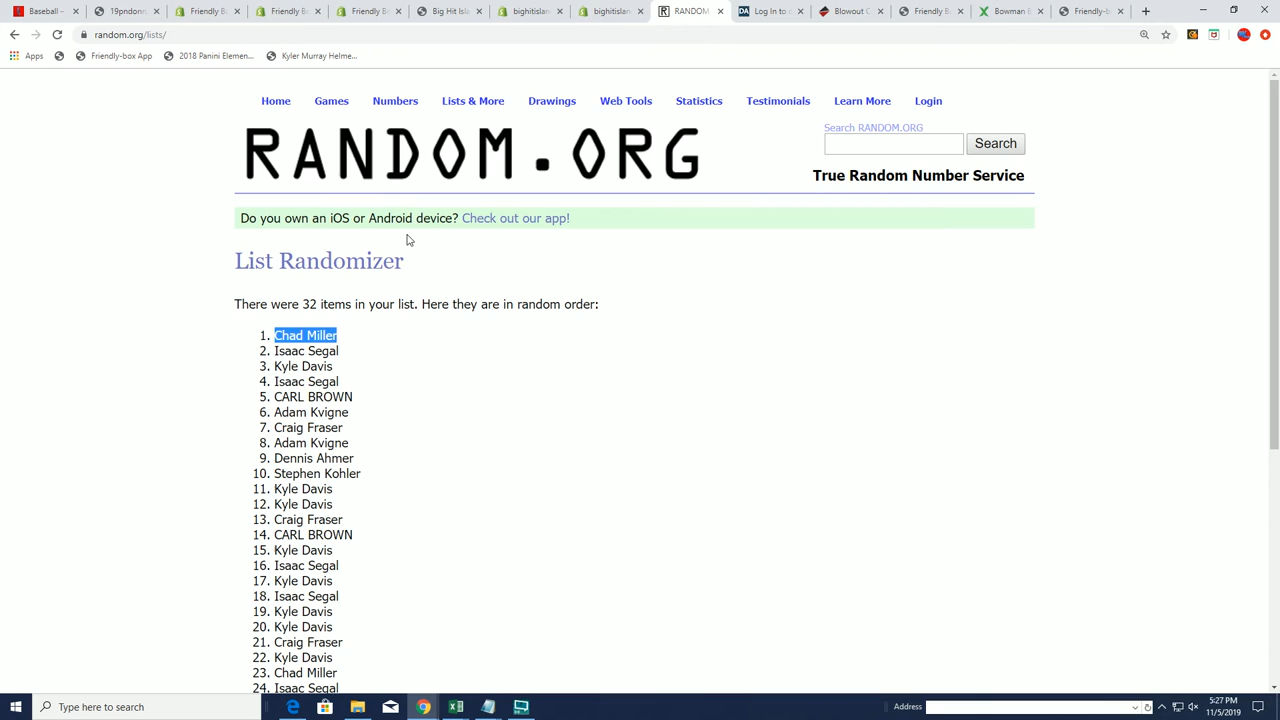 Baseball –
19pdonn
Friendly B
Friendly B
Friendly B
Big Hit Isl
bighitislan
bighitislan
RANDOM
Log In to
Blowout C
Friendly B
Bowman B
Friendly-b
random.org/lists/
Apps
Friendly-box App
2018 Panini Elemen...
Kyler Murray Helme...
Home Games Numbers Lists & More Drawings Web Tools Statistics Testimonials Learn More Login
RANDOM.ORG
Search RANDOM.ORG
Search
True Random Number Service
Do you own an iOS or Android device? Check out our app!
List Randomizer
There were 32 items in your list. Here they are in random order:
1. Chad Miller
2. Isaac Segal
3. Kyle Davis
4. Isaac Segal
5. CARL BROWN
6. Adam Kvigne
7. Craig Fraser
8. Adam Kvigne
9. Dennis Ahmer
10. Stephen Kohler
11. Kyle Davis
12. Kyle Davis
13. Craig Fraser
14. CARL BROWN
15. Kyle Davis
16. Isaac Segal
17. Kyle Davis
18. Isaac Segal
19. Kyle Davis
20. Kyle Davis
21. Craig Fraser
22. Kyle Davis
23. Chad Miller
24. Isaac Segal
Type here to search
Address
5:27 PM
11/5/2019